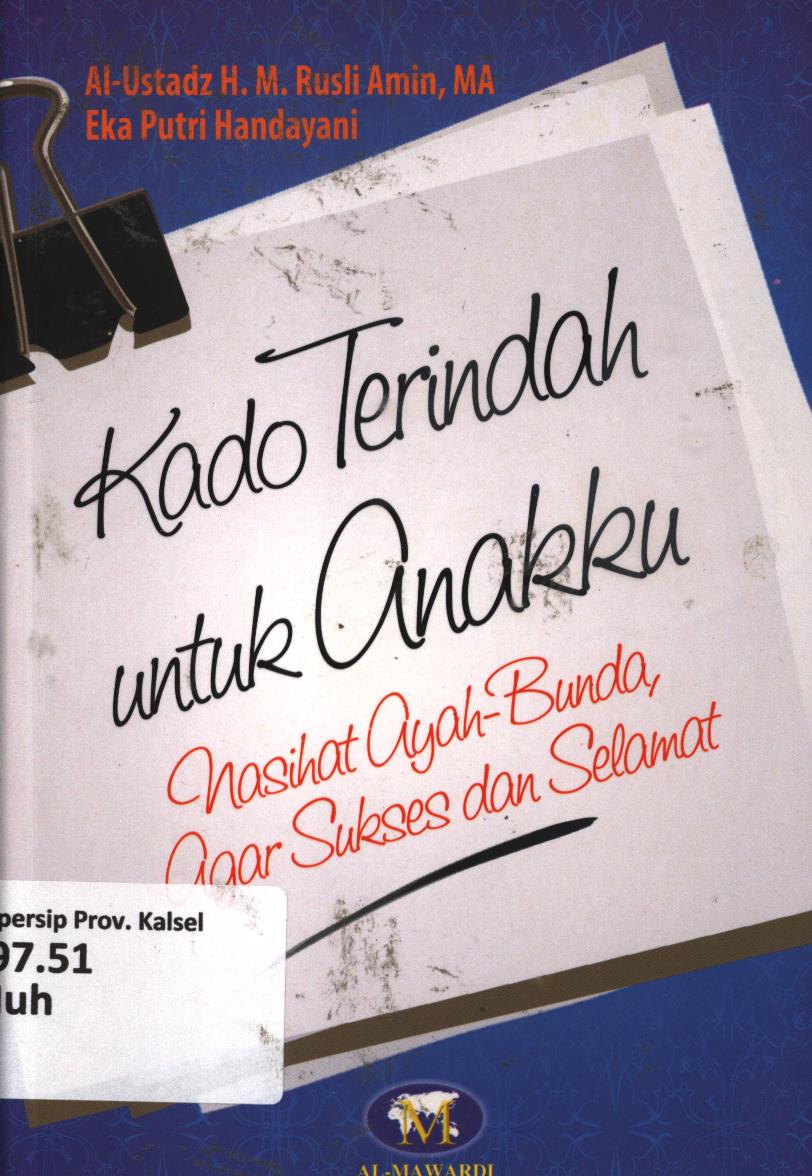 Al-Ustadz H. M. Rusli Amin, MA
Eka Putri Handayani
Kado Terindah
untuk Anakku
Nasihat Ayah-Bunda,
Agar Sukses dan Selamat
persip Prov. Kalsel
97.51
uh
M
AL-MAWARDI